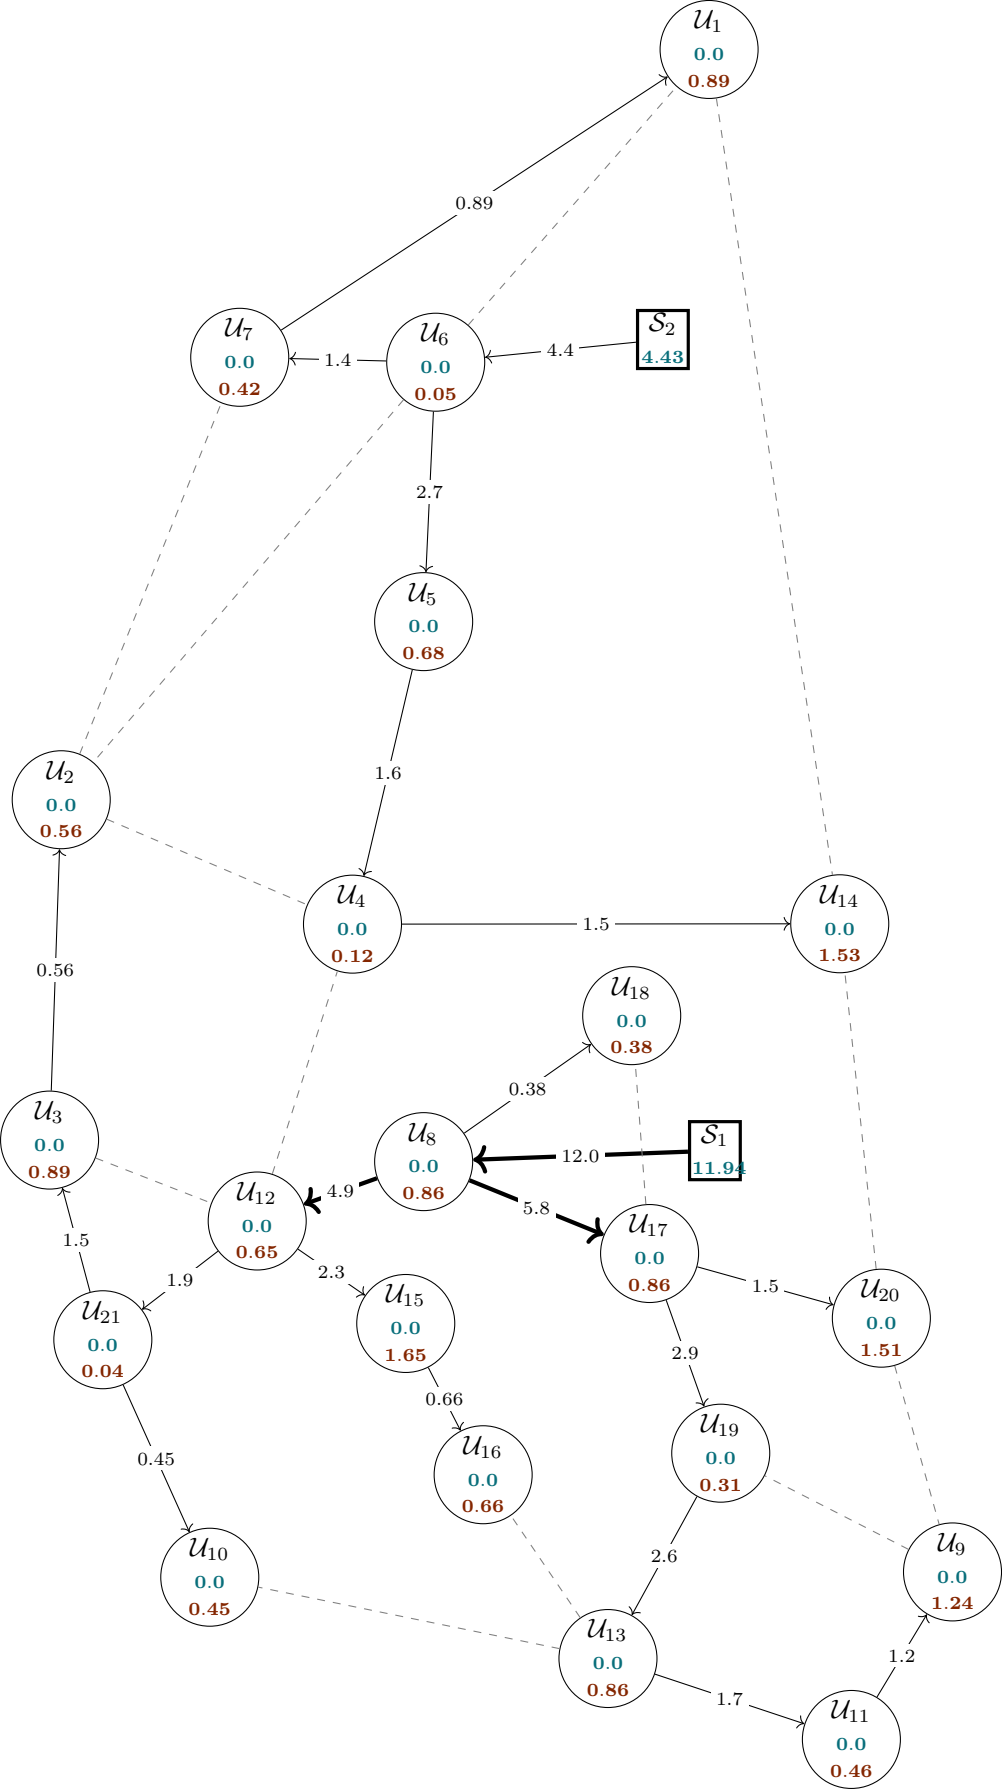 𝒰₁
0.0
0.89
0.89
𝒰₇
0.0
0.42
1.4
𝒰₆
0.0
0.05
4.4
𝒮₂
4.43
2.7
𝒰₅
0.0
0.68
1.6
𝒰₂
0.0
0.56
𝒰₄
0.0
0.12
1.5
𝒰₁₄
0.0
1.53
0.56
𝒰₁₈
0.0
0.38
0.38
𝒰₃
0.0
0.89
𝒰₈
0.0
0.86
12.0
𝒮₁
11.94
4.9
5.8
𝒰₁₂
0.0
0.65
𝒰₁₇
0.0
0.86
1.5
1.9
2.3
1.5
𝒰₂₁
0.0
0.04
𝒰₁₅
0.0
1.65
𝒰₂₀
0.0
1.51
2.9
0.66
0.45
𝒰₁₆
0.0
0.66
𝒰₁₉
0.0
0.31
2.6
𝒰₁₀
0.0
0.45
𝒰₉
0.0
1.24
𝒰₁₃
0.0
0.86
1.2
1.7
𝒰₁₁
0.0
0.46